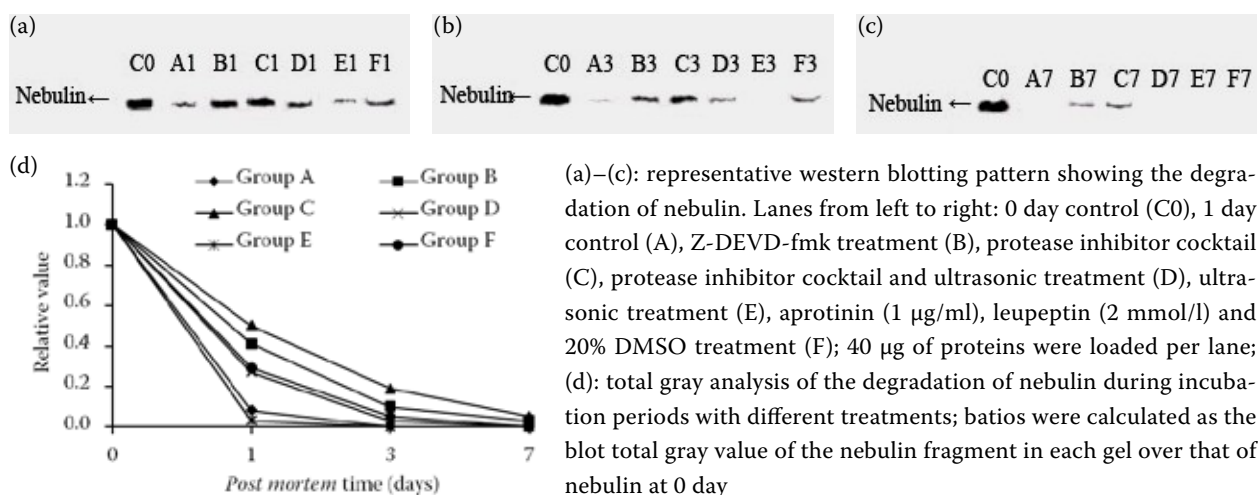 (a)
C0 A1 B1 C1 D1 E1 F1
Nebulin←
(b)
C0 A3 B3 C3 D3 E3 F3
Nebulin←
(c)
C0 A7 B7 C7 D7 E7 F7
Nebulin ←
(d)
Group A
Group B
Group C
Group D
Group E
Group F
Relative value
1.2
1.0
0.8
0.6
0.4
0.2
0.0
0 1 3 7
Post mortem time (days)
(a)–(c): representative western blotting pattern showing the degra-
dation of nebulin. Lanes from left to right: 0 day control (C0), 1 day
control (A), Z-DEVD-fmk treatment (B), protease inhibitor cocktail
(C), protease inhibitor cocktail and ultrasonic treatment (D), ultra-
sonic treatment (E), aprotinin (1 µg/ml), leupeptin (2 mmol/l) and
20% DMSO treatment (F); 40 µg of proteins were loaded per lane;
(d): total gray analysis of the degradation of nebulin during incuba-
tion periods with different treatments; batios were calculated as the
blot total gray value of the nebulin fragment in each gel over that of
nebulin at 0 day